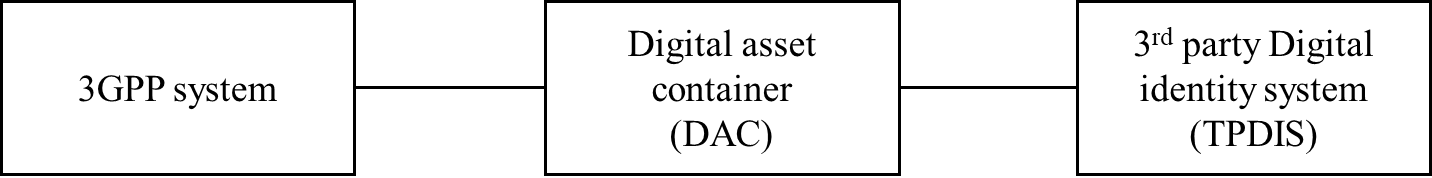 3GPP system
Digital asset
container
(DAC)
3rd party Digital
identity system
(TPDIS)